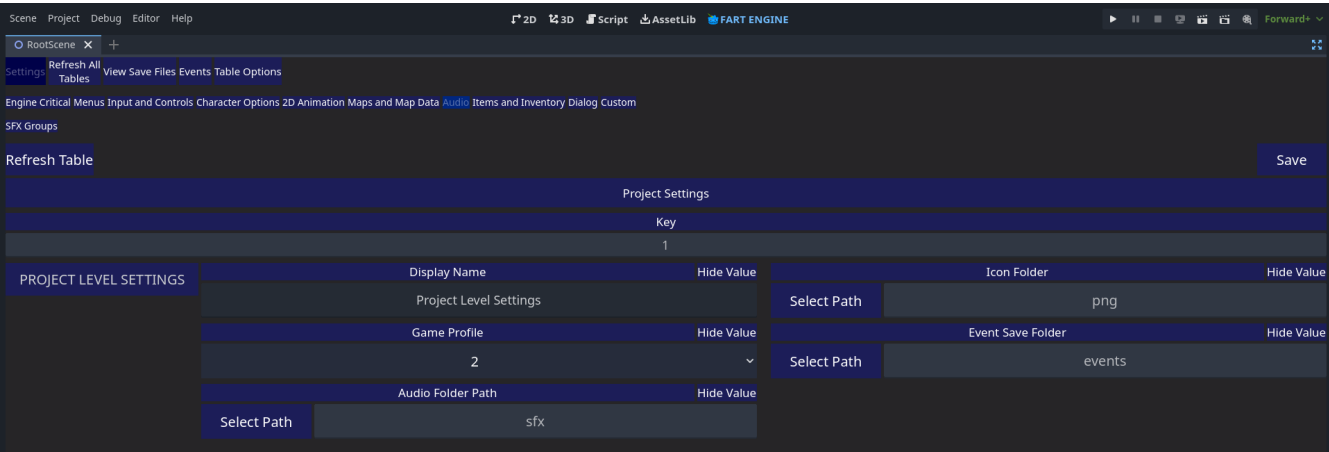 Scene Project Debug Editor Help 2D 3D Script AssetLib FART ENGINE Forward+
RootScene
Settings Refresh All Tables View Save Files Events Table Options
Engine Critical Menus Input and Controls Character Options 2D Animation Maps and Map Data Audio Items and Inventory Dialog Custom
SFX Groups
Refresh Table Save
Project Settings
Key
1
PROJECT LEVEL SETTINGS
Display Name Hide Value Icon Folder Hide Value
Project Level Settings Select Path png
Game Profile Hide Value Event Save Folder Hide Value
2 Select Path events
Audio Folder Path Hide Value
Select Path sfx